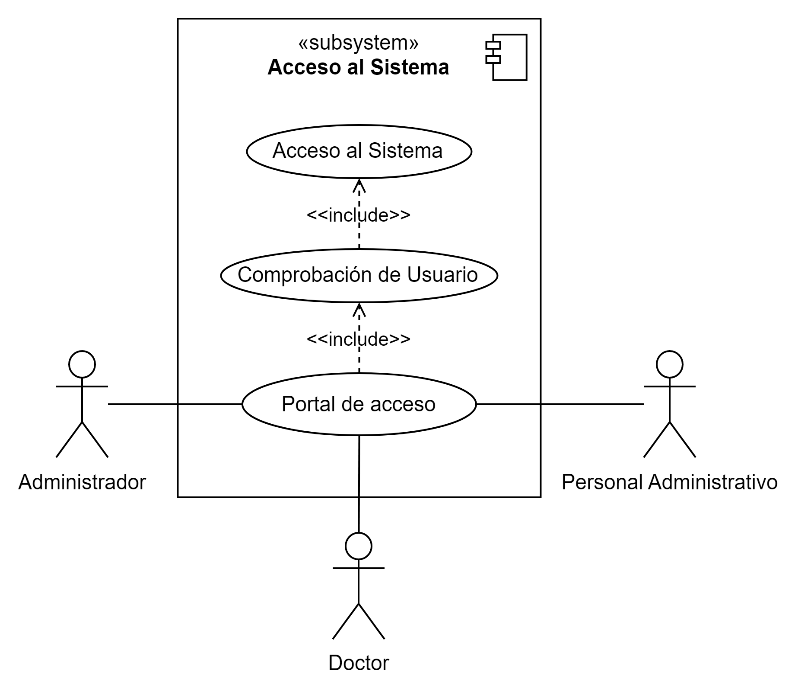 «subsystem»
Acceso al Sistema
Acceso al Sistema
<<include>>
Comprobación de Usuario
<<include>>
Portal de acceso
Administrador
Personal Administrativo
Doctor